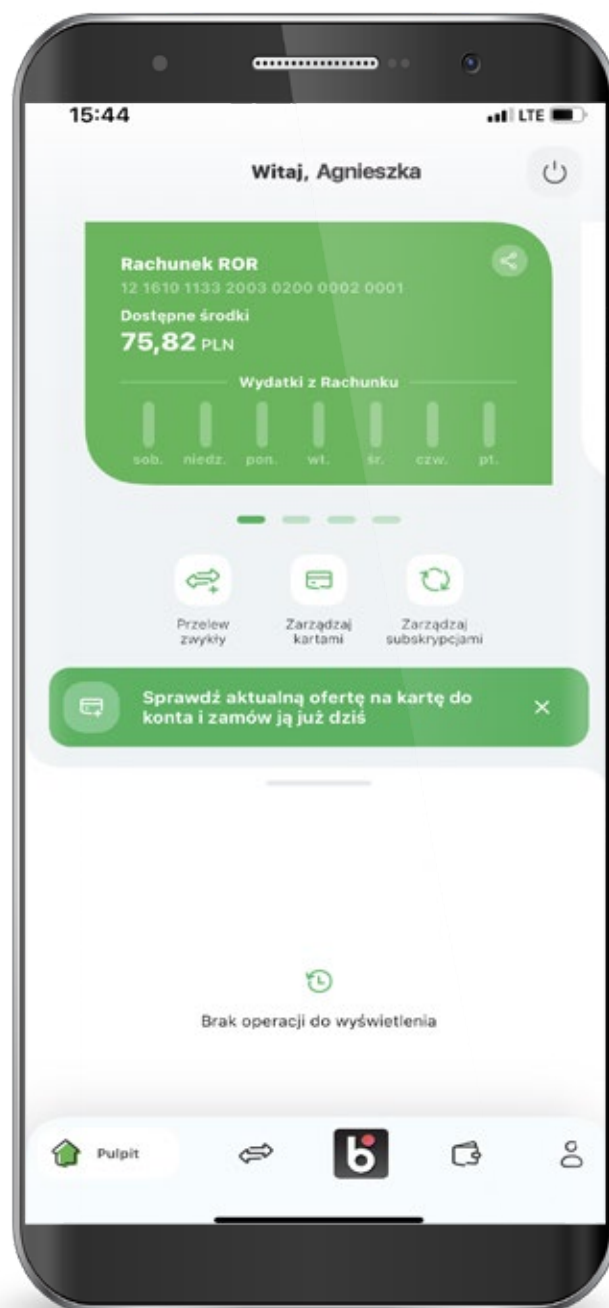 15:44
LTE
Witaj, Agnieszka
Rachunek ROR
12 1610 1133 2003 0200 0002 0001
Dostępne środki
75,82 PLN
Wydatki z Rachunku
sob. niedz. pon. wt. śr. czw. pt.
Przelew
zwykły
Zarządzaj
kartami
Zarządzaj
subskrypcjami
Sprawdź aktualną ofertę na kartę do
konta i zamów ją już dziś
Brak operacji do wyświetlenia
Pulpit
b